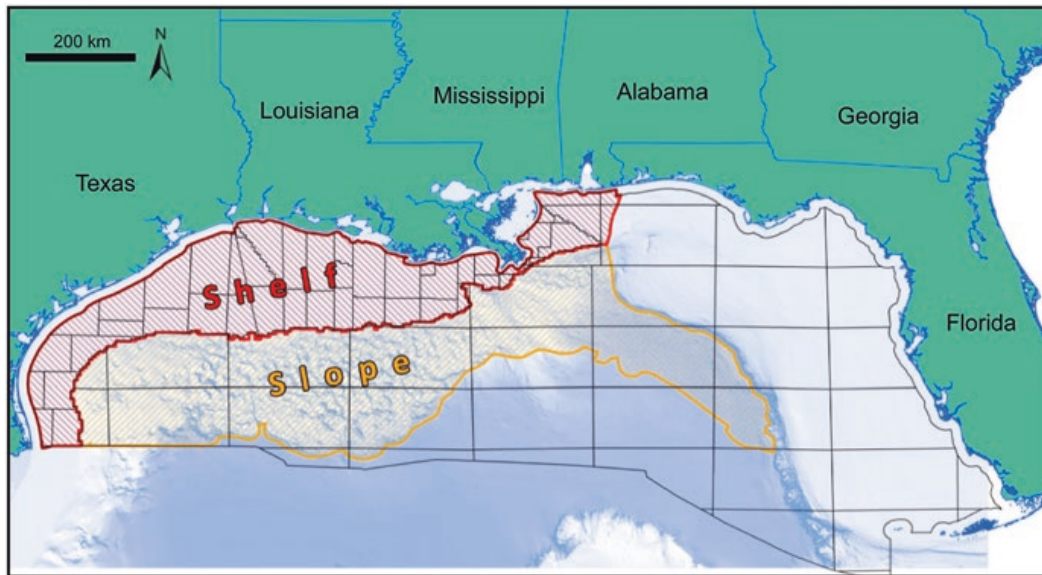 200 km
N
Louisiana
Mississippi
Alabama
Georgia
Texas
Shelf
Florida
Slope